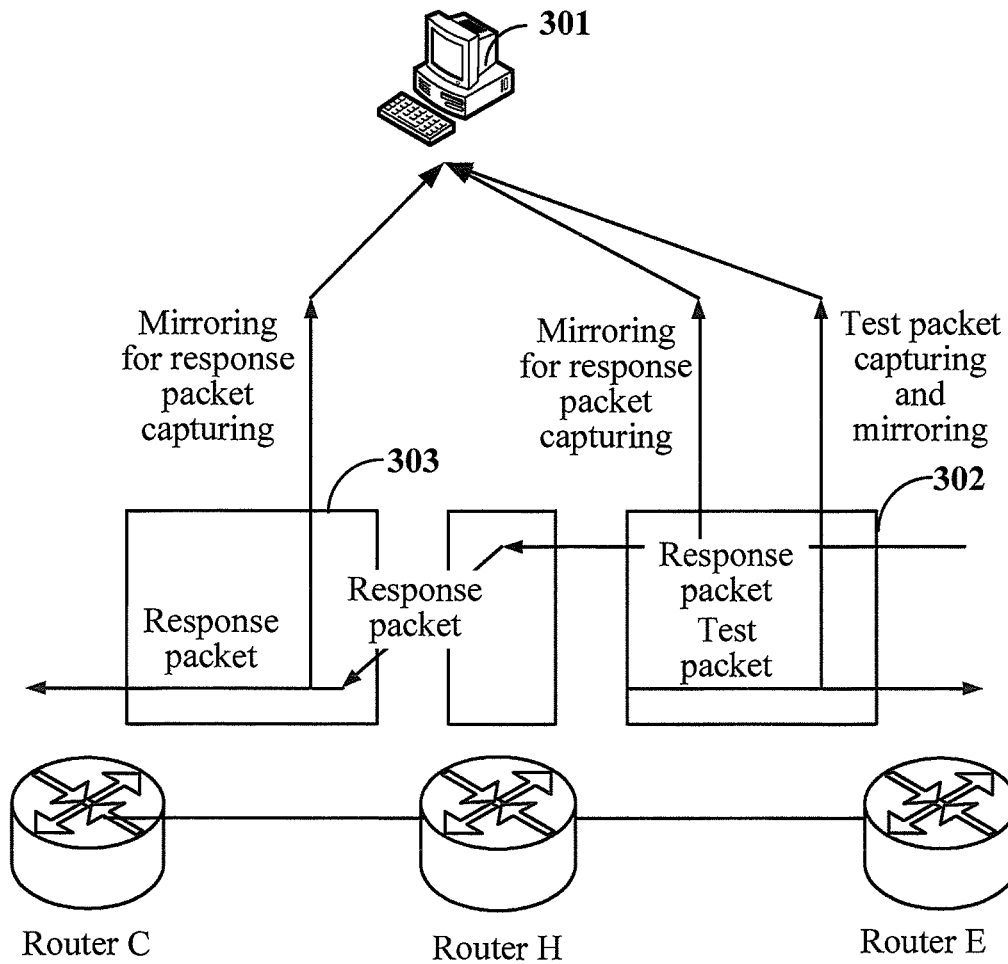 301
Mirroring
for response
packet
capturing
Mirroring
for response
packet
capturing
Test packet
capturing
and
mirroring
303
302
Response
packet
Response
packet
Response
packet
Test
packet
Router C
Router H
Router E